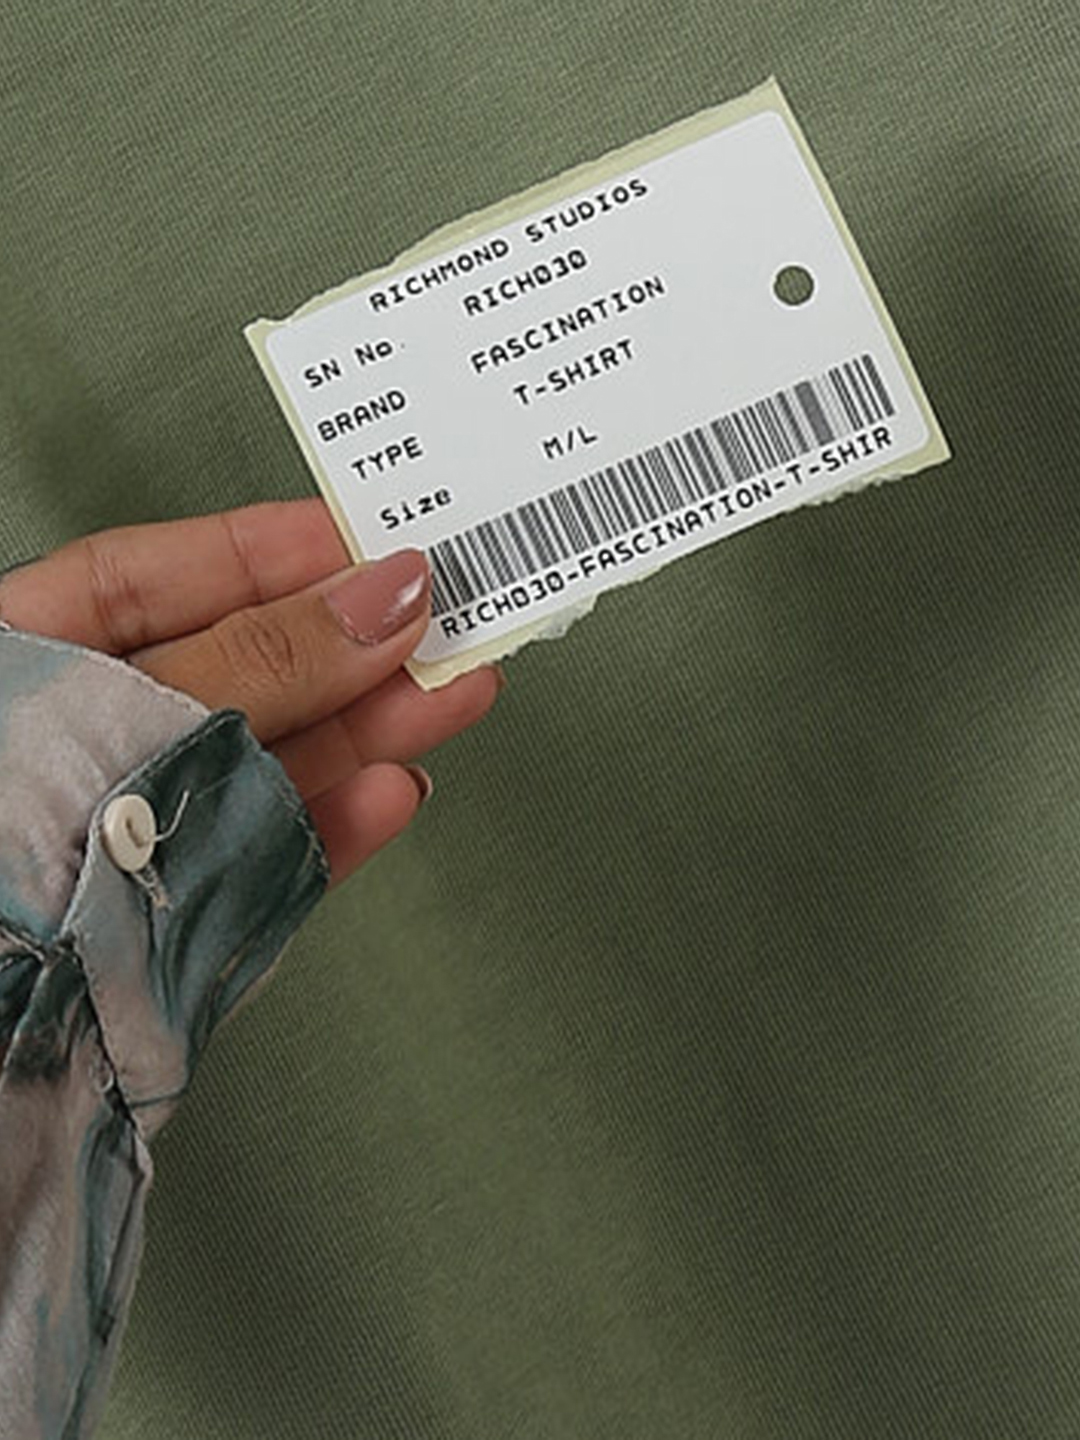 RICHMOND STUDIOS
SN No. RICH030
BRAND FASCINATION
TYPE T-SHIRT
Size M/L
RICH030-FASCINATION-T-SHIR